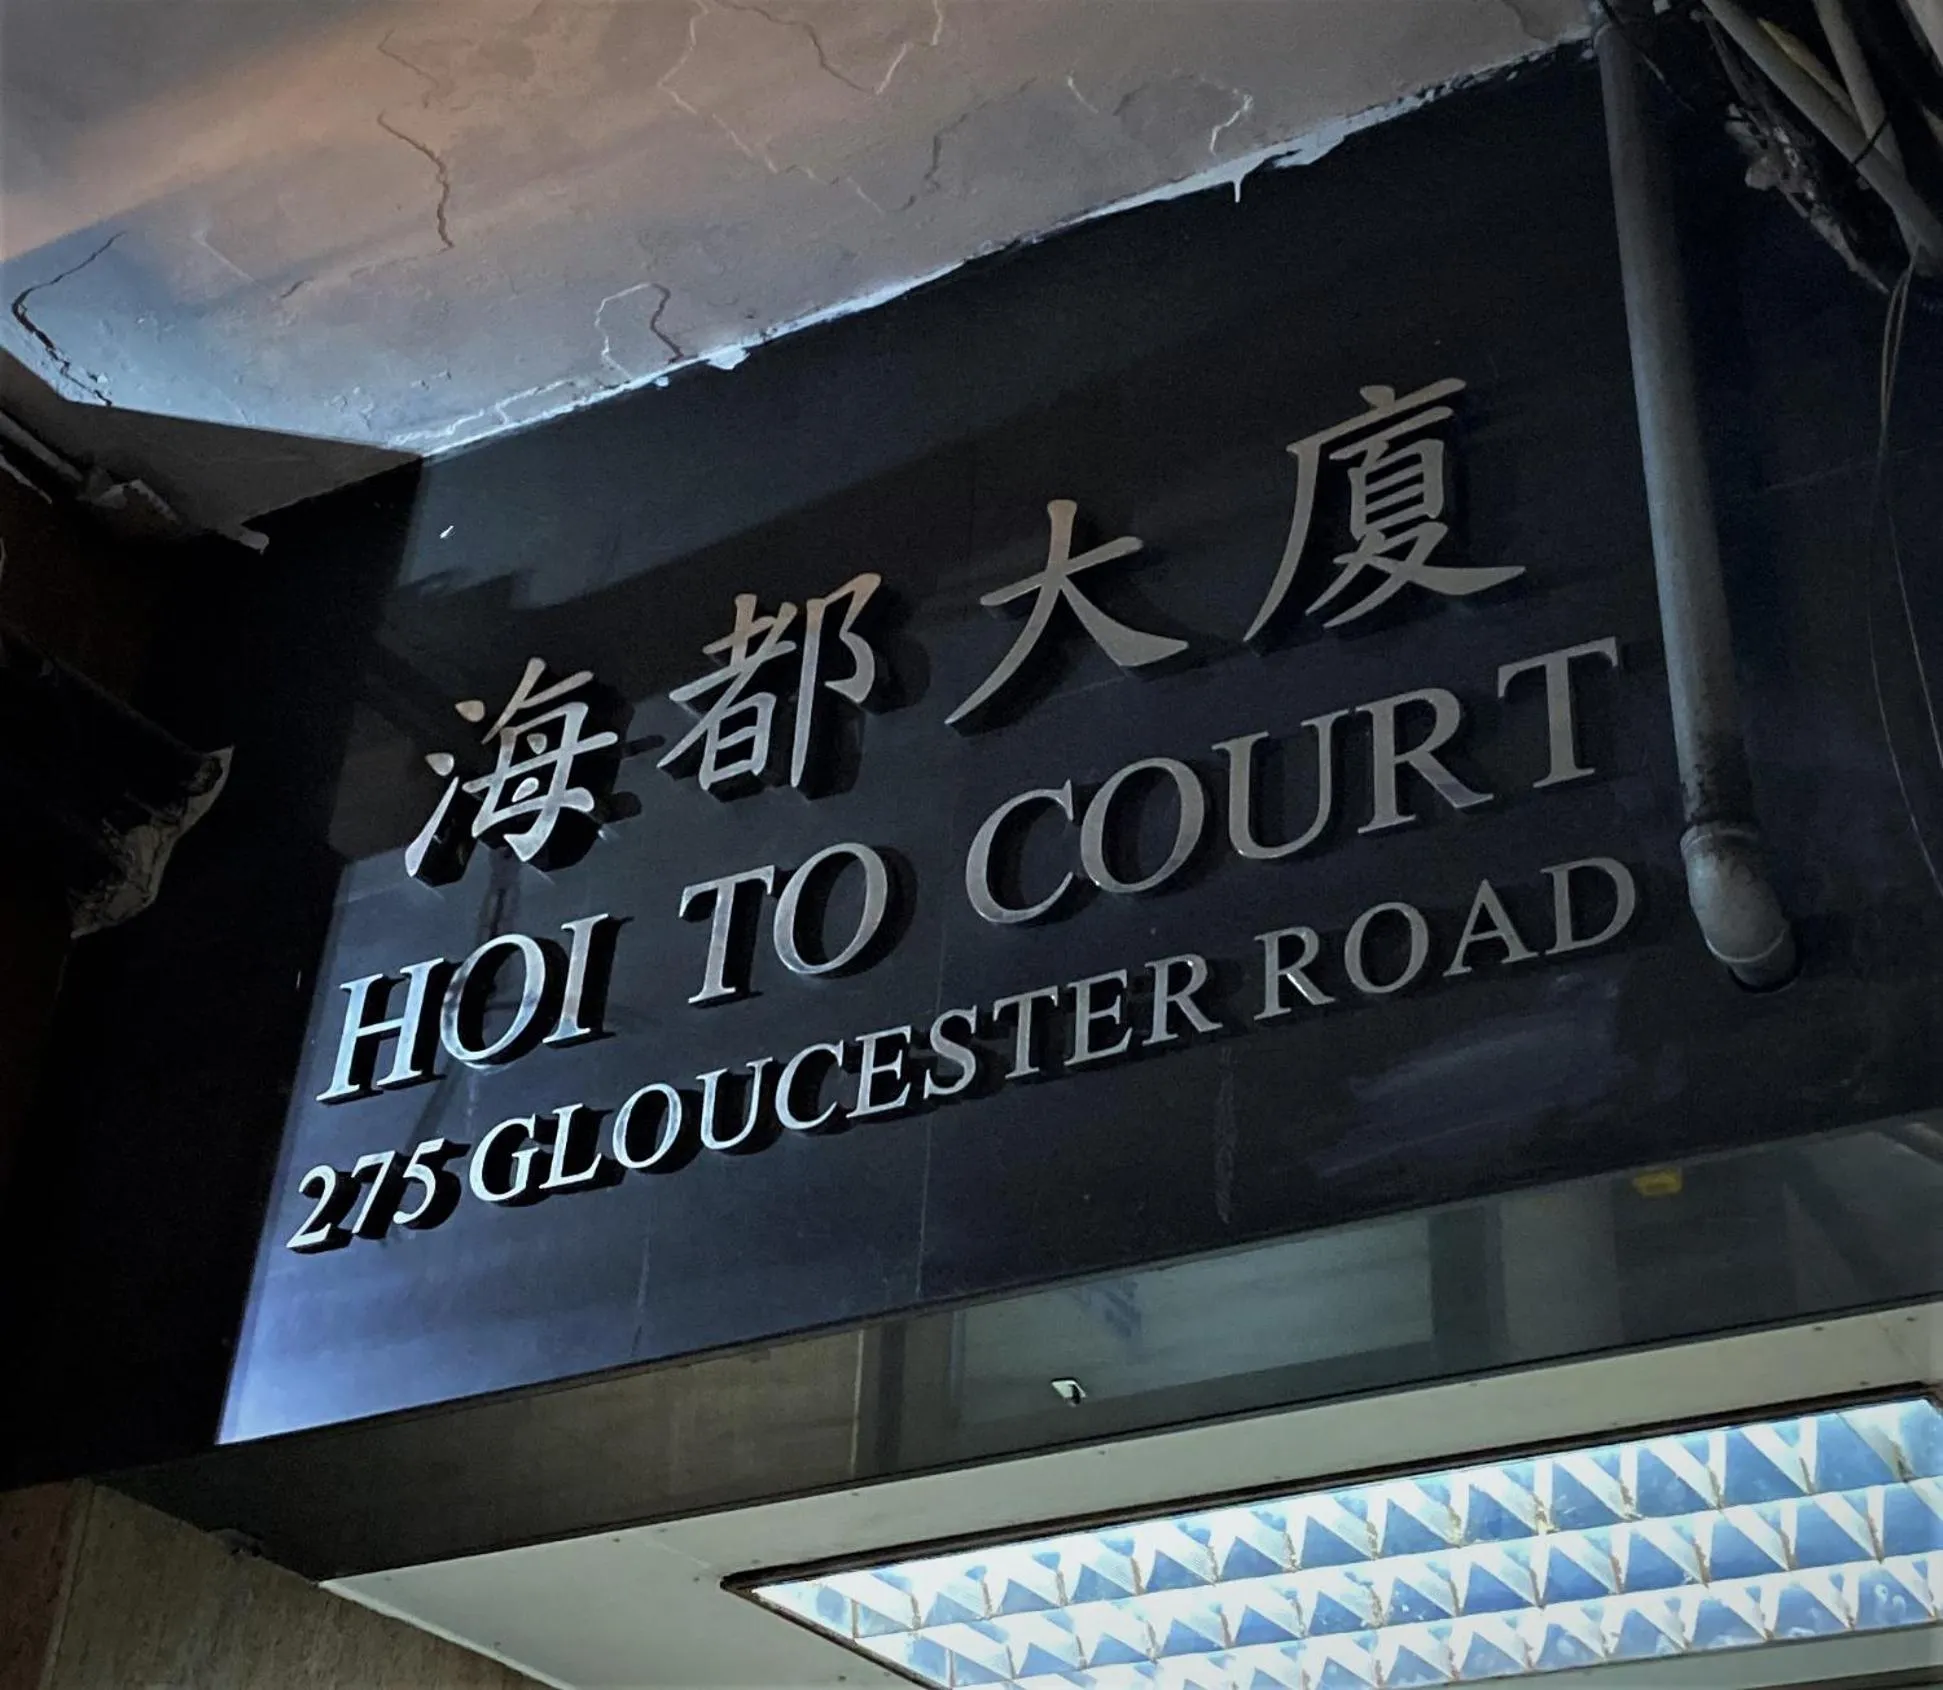 海都大廈
HOI TO COURT
275 GLOUCESTER ROAD